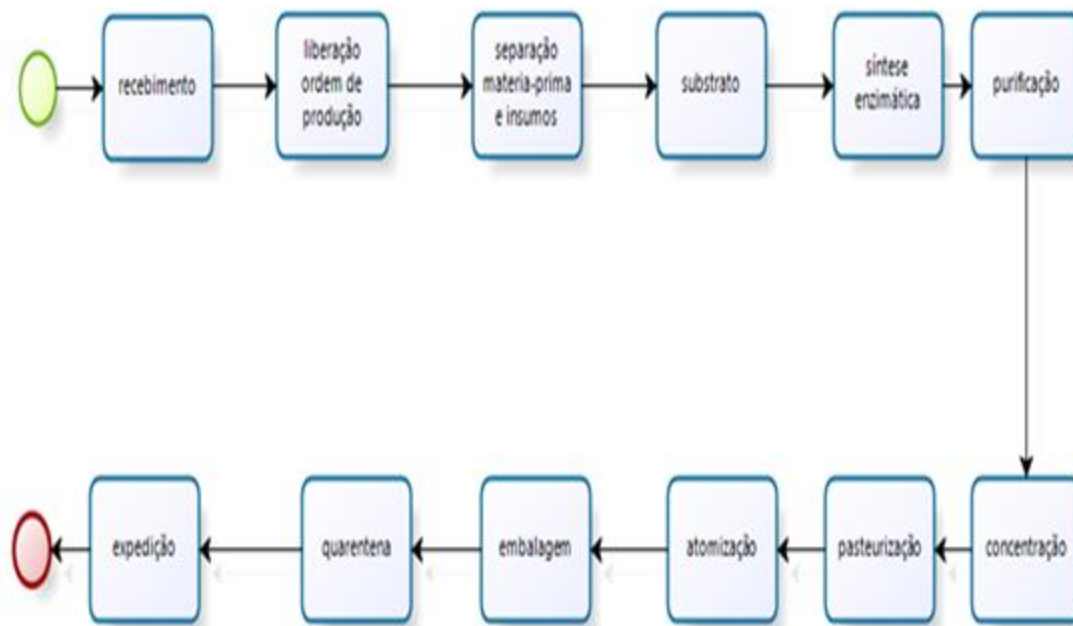 recebimento
liberação
ordem de
produção
separação
materia-prima
e insumos
substrato
síntese
enzimática
purificação
concentração
pasteurização
atomização
embalagem
quarentena
expedição